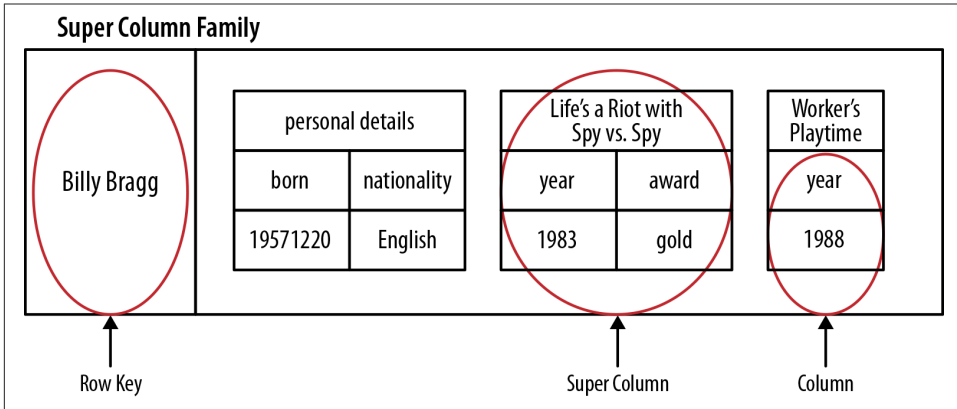 Super Column Family
Billy Bragg
personal details
born
nationality
19571220
English
Life's a Riot with
Spy vs. Spy
year
award
1983
gold
Worker's
Playtime
year
1988
Row Key
Super Column
Column